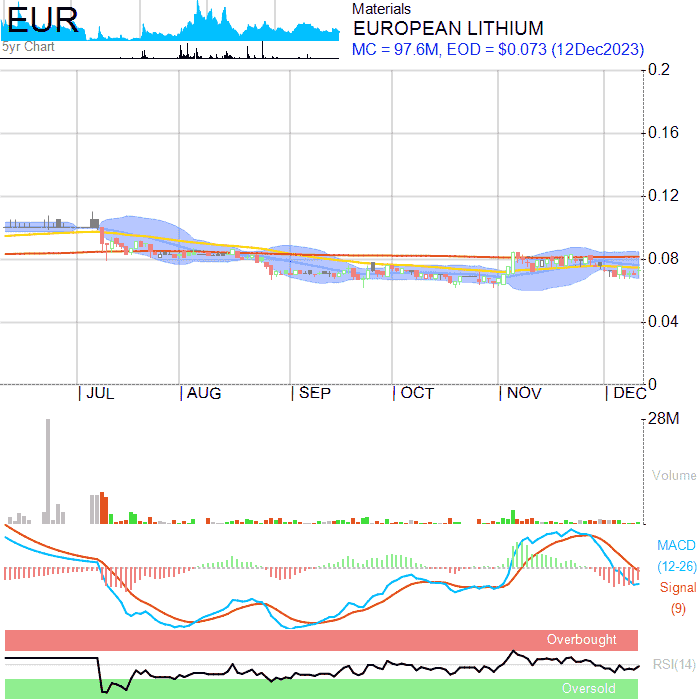 EUR
5yr Chart
Materials
EUROPEAN LITHIUM
MC = 97.6M, EOD = $0.073 (12Dec2023)
0.2
0.16
0.12
0.08
0.04
0
JUL
AUG
SEP
OCT
NOV
DEC
28M
Volume
MACD
(12-26)
Signal
(9)
Overbought
RSI(14)
Oversold